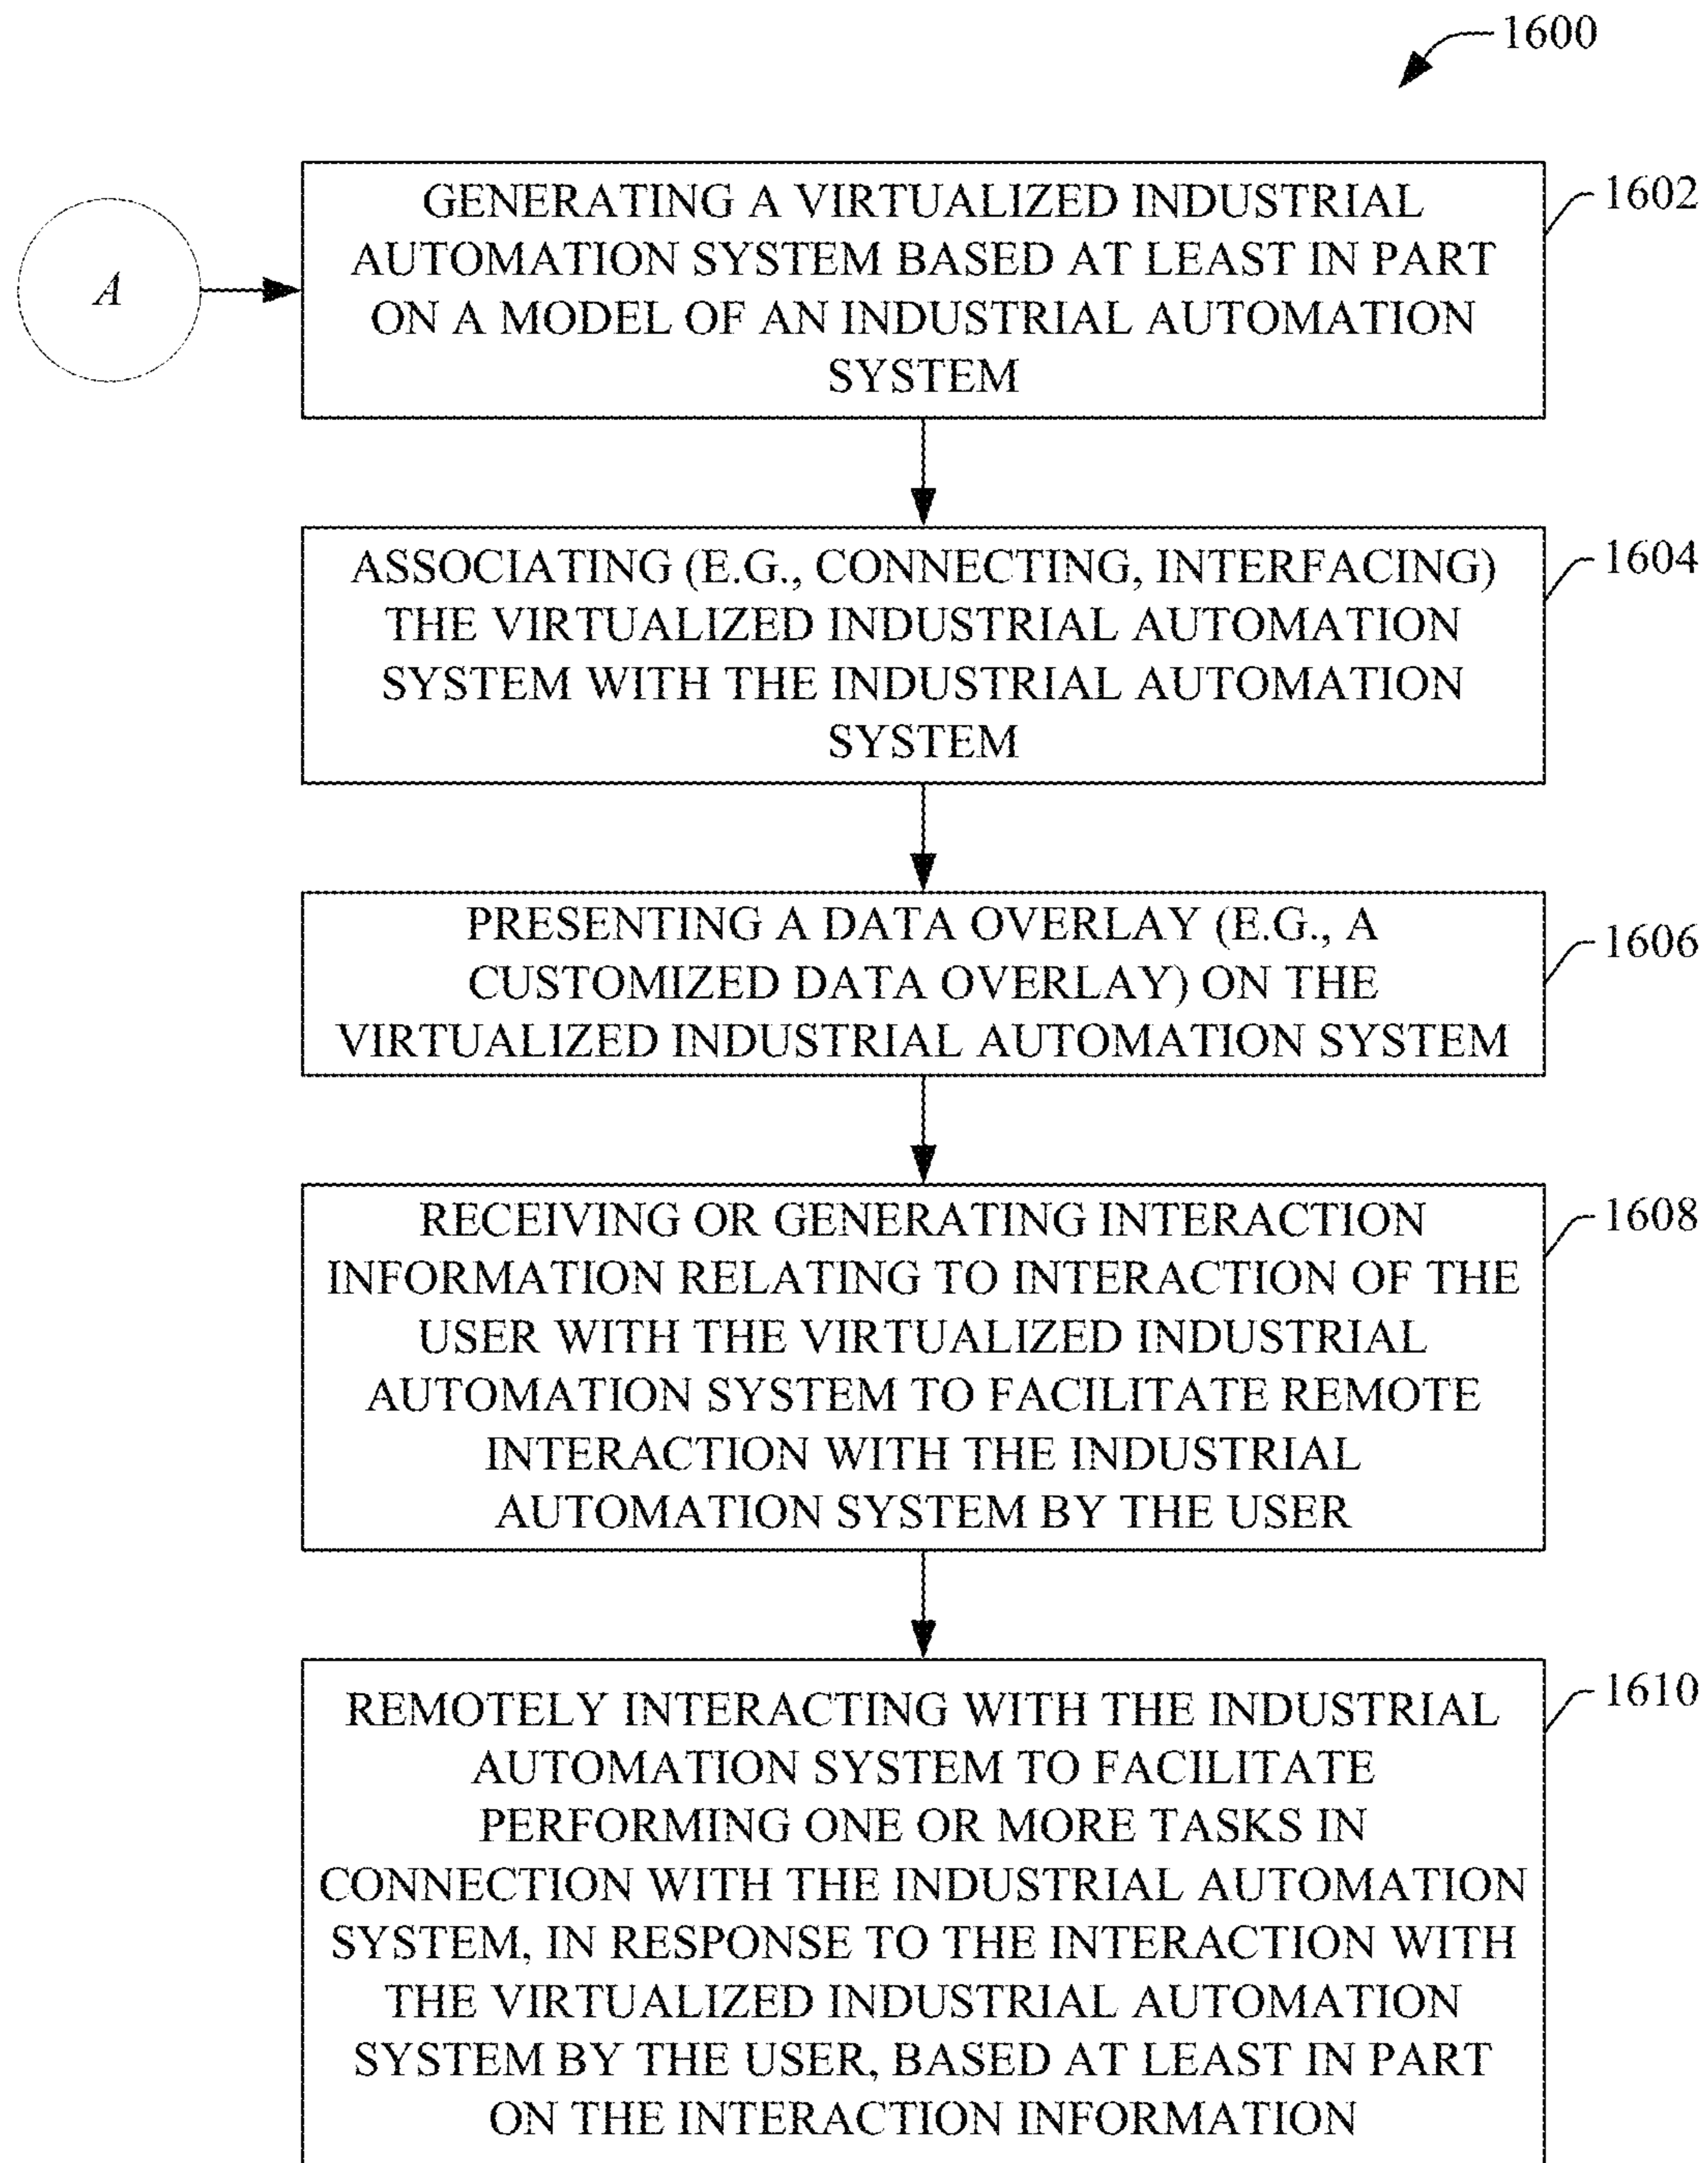 1600
A
GENERATING A VIRTUALIZED INDUSTRIAL
AUTOMATION SYSTEM BASED AT LEAST IN PART
ON A MODEL OF AN INDUSTRIAL AUTOMATION
SYSTEM
1602
ASSOCIATING (E.G., CONNECTING, INTERFACING)
THE VIRTUALIZED INDUSTRIAL AUTOMATION
SYSTEM WITH THE INDUSTRIAL AUTOMATION
SYSTEM
1604
PRESENTING A DATA OVERLAY (E.G., A
CUSTOMIZED DATA OVERLAY) ON THE
VIRTUALIZED INDUSTRIAL AUTOMATION SYSTEM
1606
RECEIVING OR GENERATING INTERACTION
INFORMATION RELATING TO INTERACTION OF THE
USER WITH THE VIRTUALIZED INDUSTRIAL
AUTOMATION SYSTEM TO FACILITATE REMOTE
INTERACTION WITH THE INDUSTRIAL
AUTOMATION SYSTEM BY THE USER
1608
REMOTELY INTERACTING WITH THE INDUSTRIAL
AUTOMATION SYSTEM TO FACILITATE
PERFORMING ONE OR MORE TASKS IN
CONNECTION WITH THE INDUSTRIAL AUTOMATION
SYSTEM, IN RESPONSE TO THE INTERACTION WITH
THE VIRTUALIZED INDUSTRIAL AUTOMATION
SYSTEM BY THE USER, BASED AT LEAST IN PART
ON THE INTERACTION INFORMATION
1610